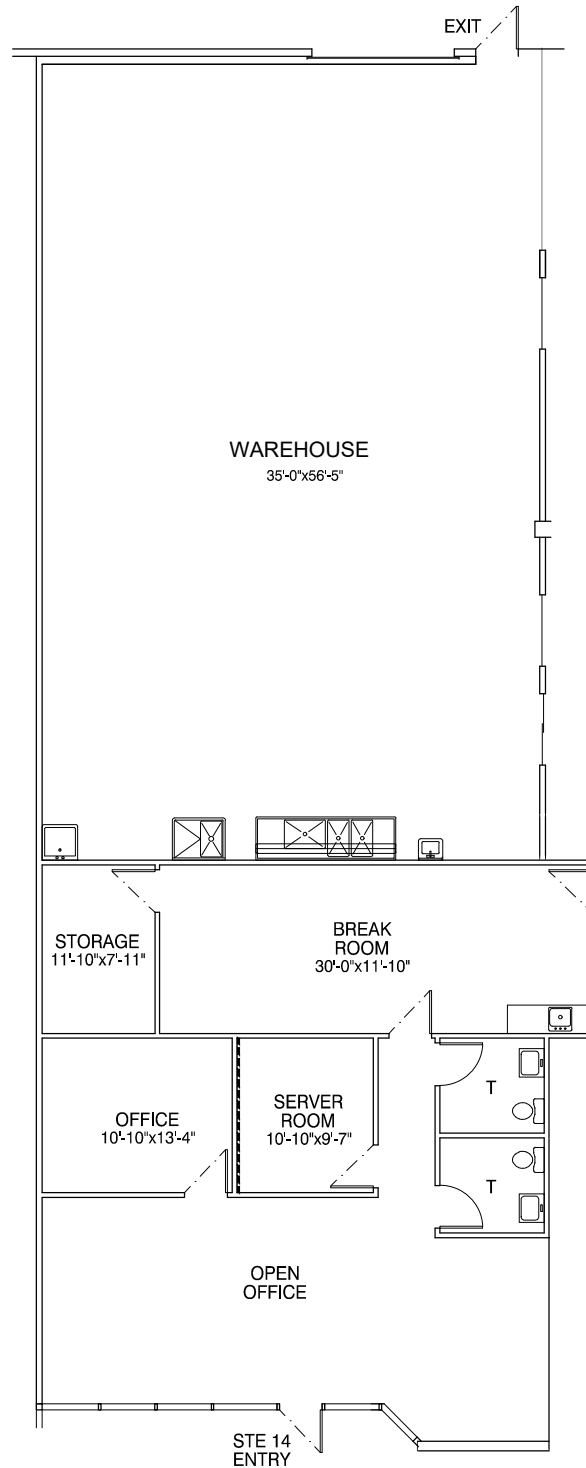 EXIT
WAREHOUSE
35'-0"x56'-5"
STORAGE
11'-10"x7'-11"
BREAK
ROOM
30'-0"x11'-10"
OFFICE
10'-10"x13'-4"
SERVER
ROOM
10'-10"x9'-7"
T
T
OPEN
OFFICE
STE 14
ENTRY